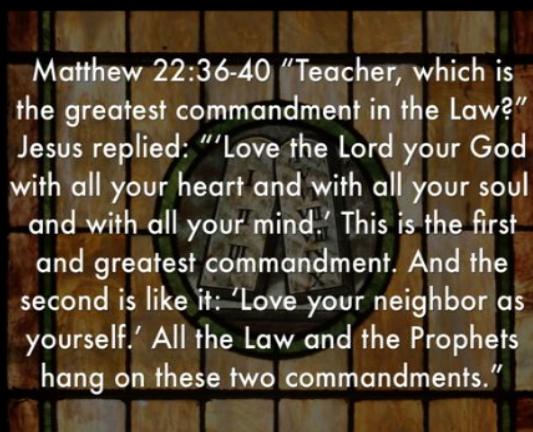 Matthew 22:36-40 “Teacher, which is
the greatest commandment in the Law?”
Jesus replied: “‘Love the Lord your God
with all your heart and with all your soul
and with all your mind.’ This is the first
and greatest commandment. And the
second is like it: ‘Love your neighbor as
yourself.’ All the Law and the Prophets
hang on these two commandments.”